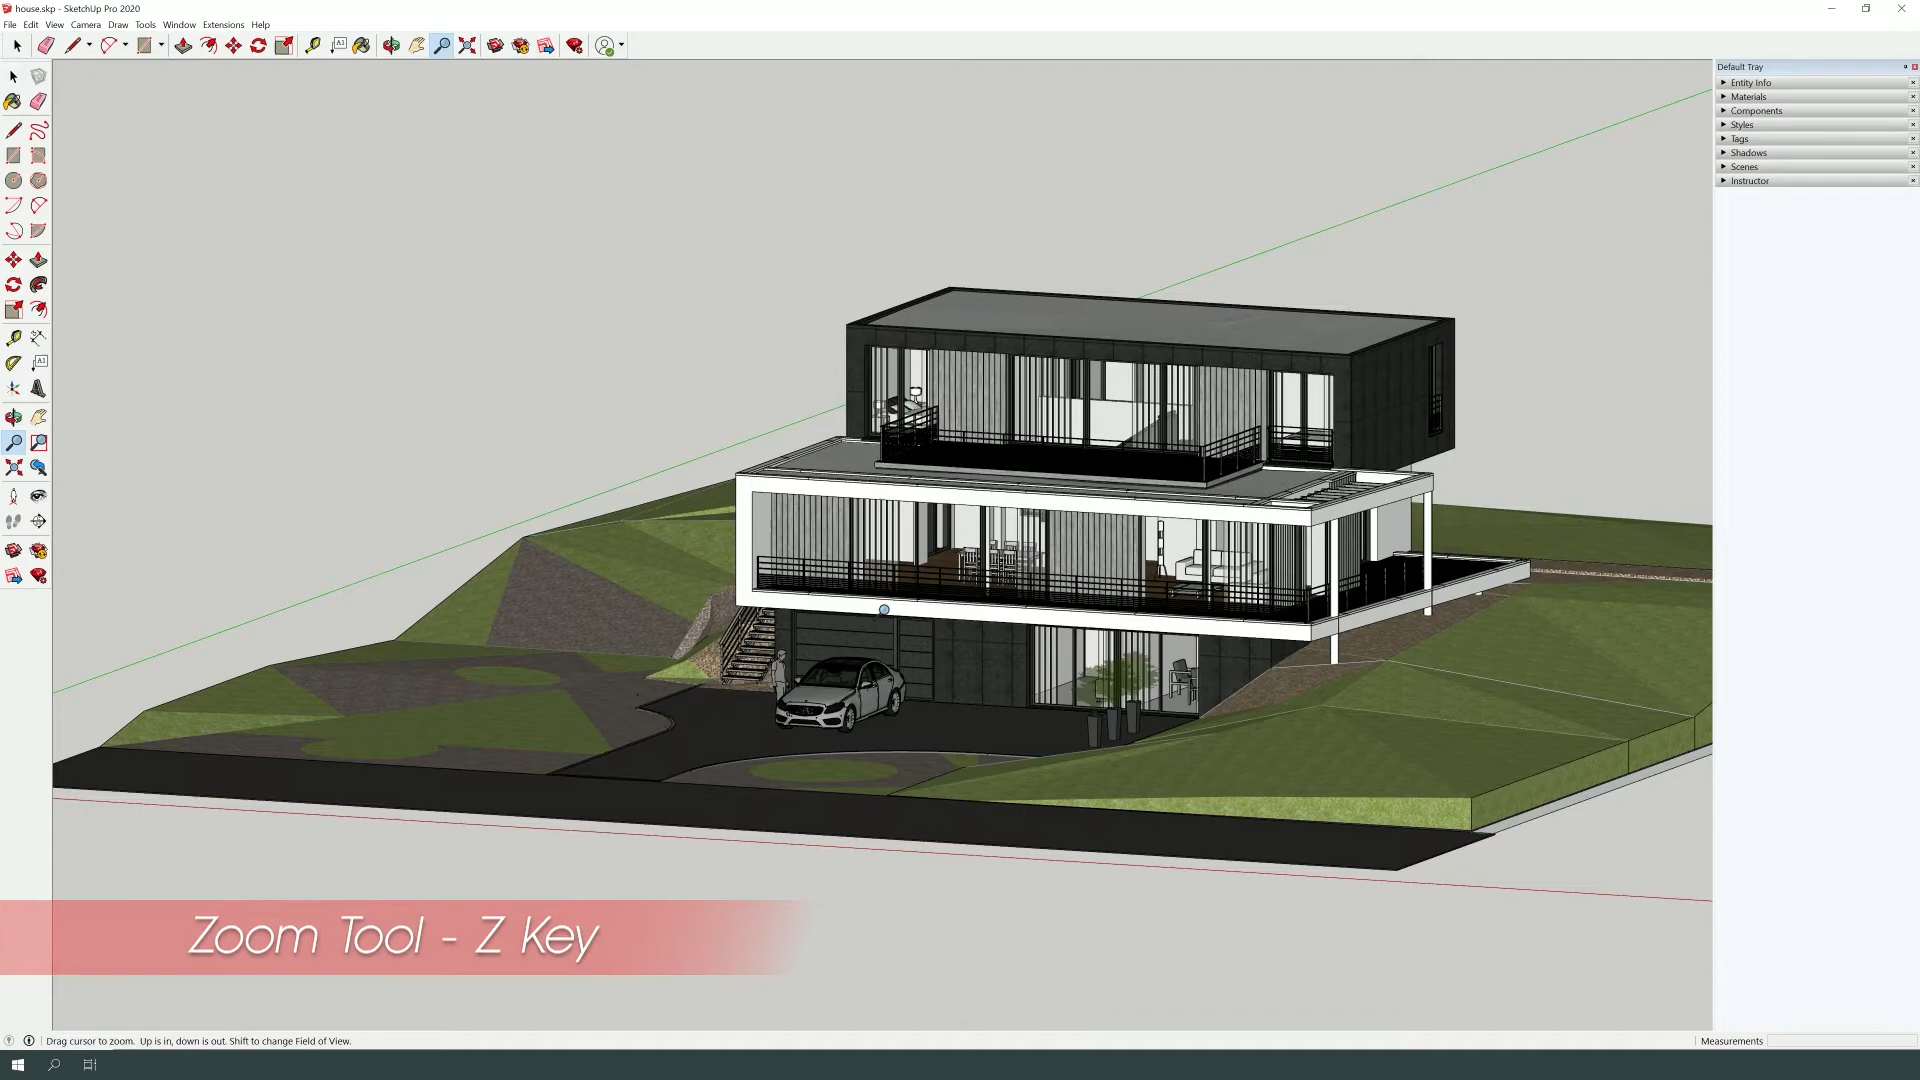 house.skp - SketchUp Pro 2020
File Edit View Camera Draw Tools Window Extensions Help
A1
Default Tray
Entity Info
Materials
Components
Styles
Tags
Shadows
Scenes
Instructor
A1
Zoom Tool - Z Key
Drag cursor to zoom. Up is in, down is out. Shift to change Field of View.
Measurements